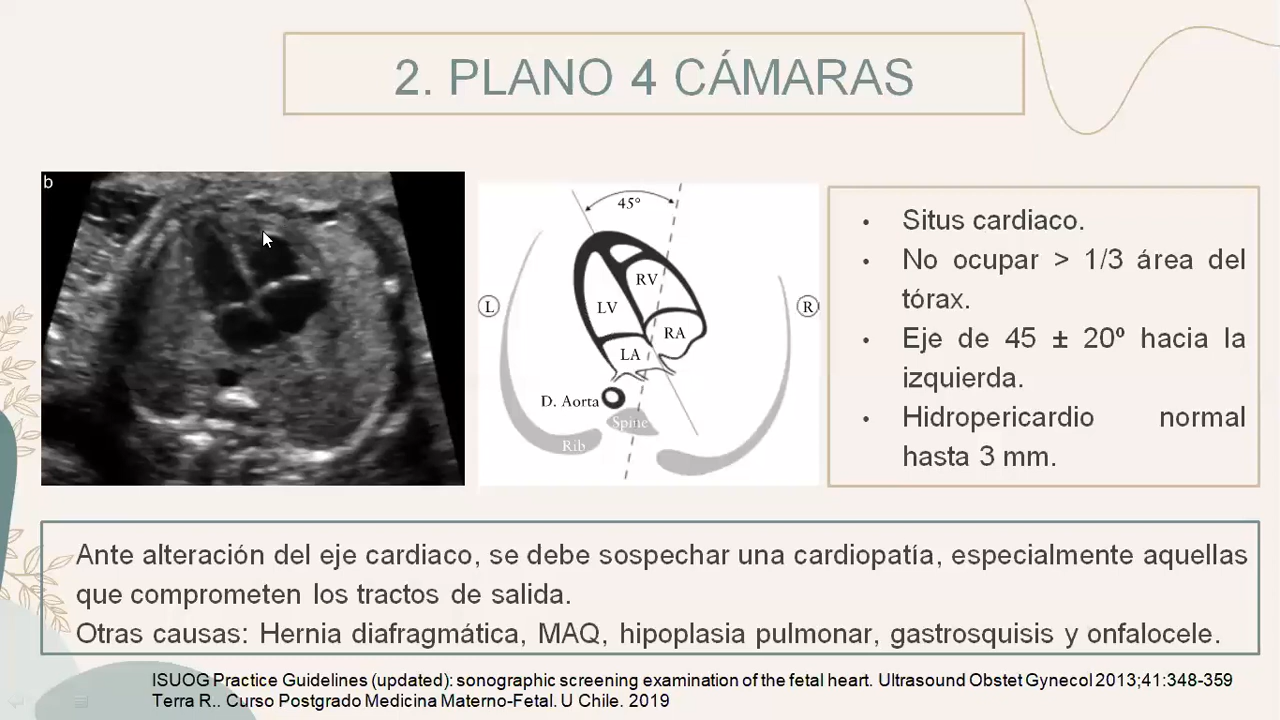 2. PLANO 4 CÁMARAS
b
45°
L
R
RV
LV
RA
LA
D. Aorta
Spine
Rib
• Situs cardiaco.
• No ocupar > 1/3 área del
tórax.
• Eje de 45 ± 20º hacia la
izquierda.
• Hidropericardio normal
hasta 3 mm.
Ante alteración del eje cardiaco, se debe sospechar una cardiopatía, especialmente aquellas
que comprometen los tractos de salida.
Otras causas: Hernia diafragmática, MAQ, hipoplasia pulmonar, gastrosquisis y onfalocele.
ISUOG Practice Guidelines (updated): sonographic screening examination of the fetal heart. Ultrasound Obstet Gynecol 2013;41:348-359
Terra R.. Curso Postgrado Medicina Materno-Fetal. U Chile. 2019